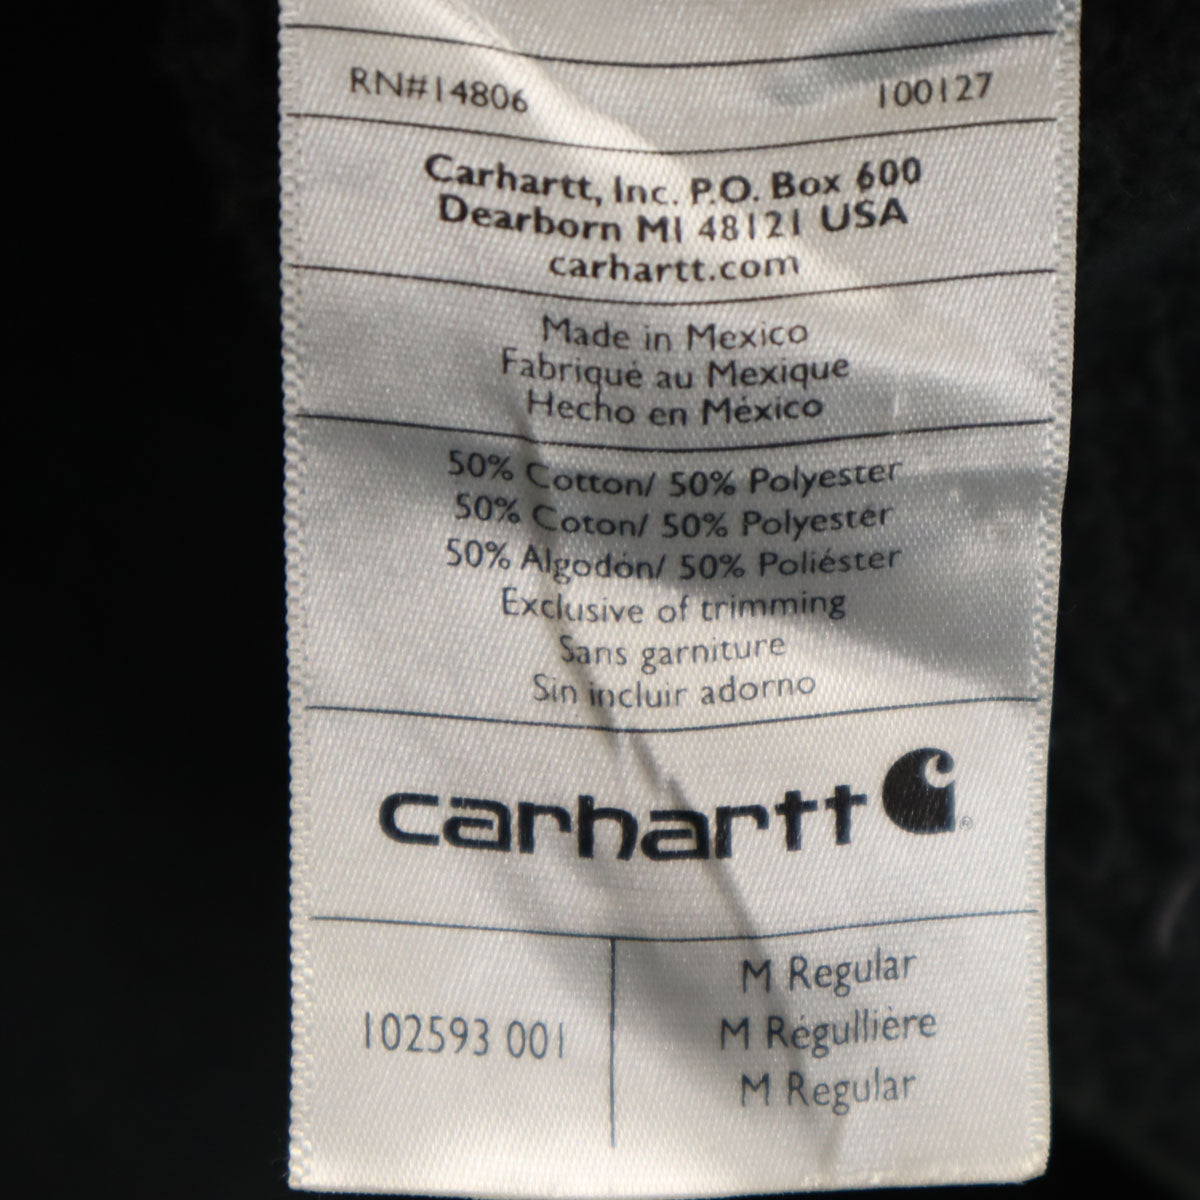 RN#14806 100127
Carhartt, Inc. P.O. Box 600
Dearborn MI 48121 USA
carhartt.com
Made in Mexico
Fabriqué au Mexique
Hecho en México
50% Cotton/ 50% Polyester
50% Coton/ 50% Polyestér
50% Algodón/ 50% Poliéster
Exclusive of trimming
Sans garniture
Sin incluir adorno
carhartt ®
102593 001
M Regular
M Régullière
M Regular